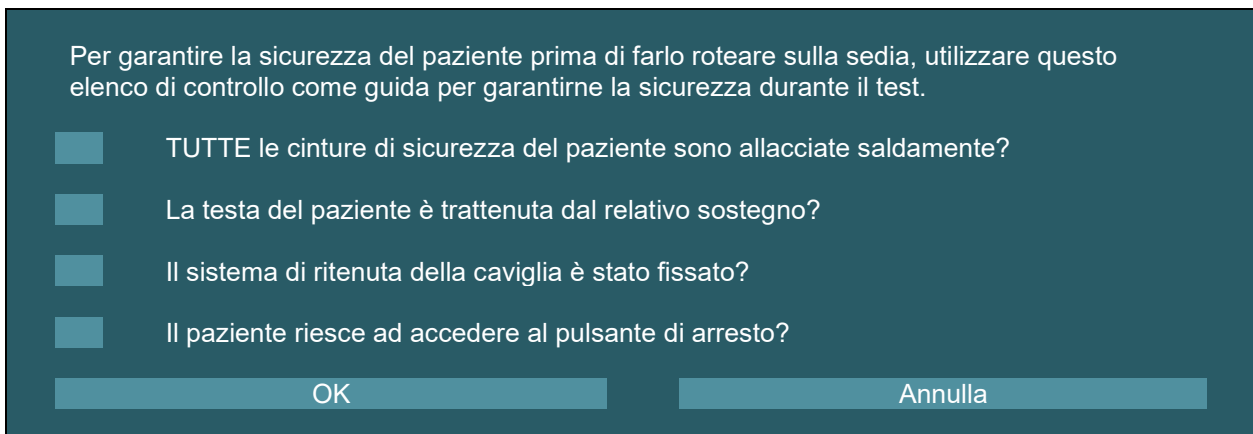 Per garantire la sicurezza del paziente prima di farlo roteare sulla sedia, utilizzare questo
elenco di controllo come guida per garantirne la sicurezza durante il test.
TUTTE le cinture di sicurezza del paziente sono allacciate saldamente?
La testa del paziente è trattenuta dal relativo sostegno?
Il sistema di ritenuta della caviglia è stato fissato?
Il paziente riesce ad accedere al pulsante di arresto?
OK
Annulla